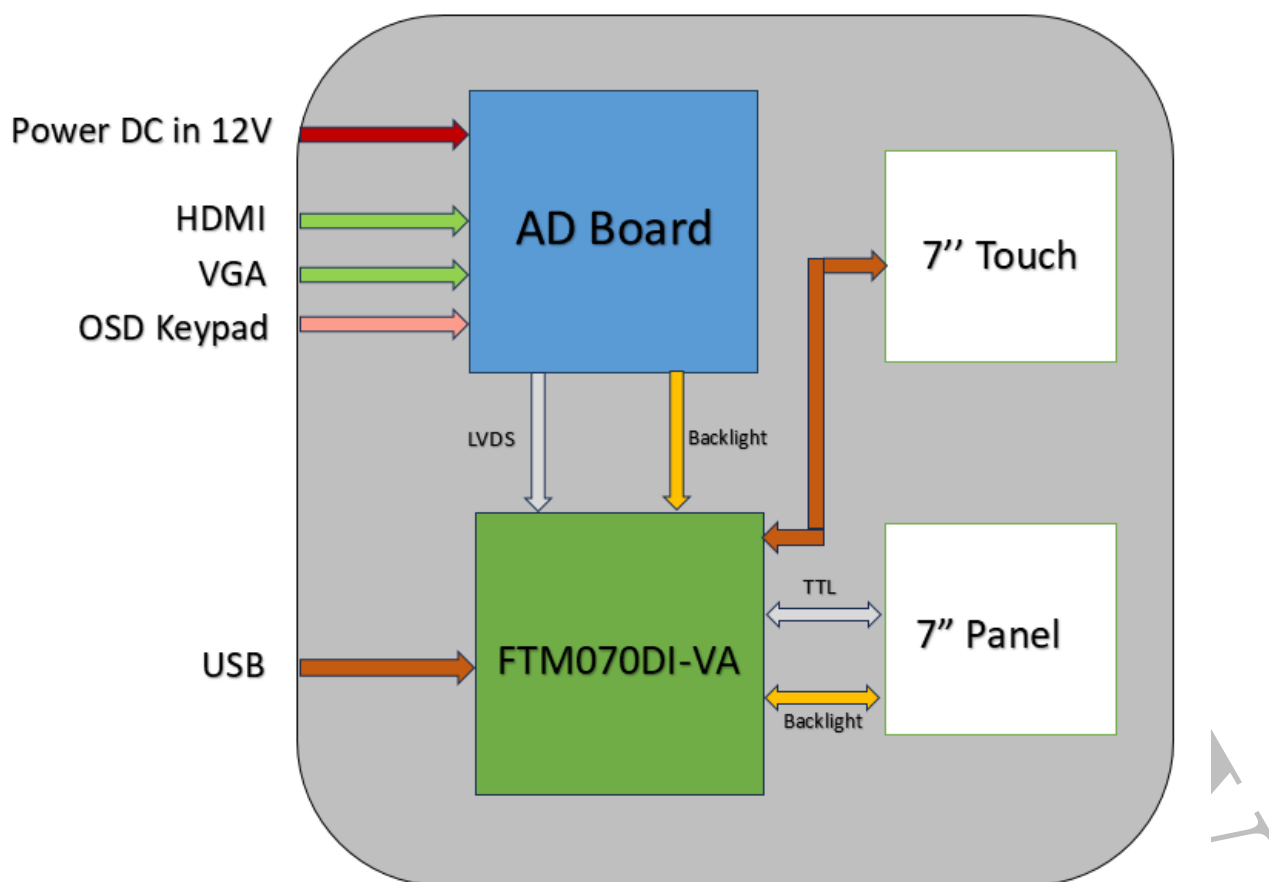 Power DC in 12V
HDMI
VGA
OSD Keypad
AD Board
7’’ Touch
LVDS
Backlight
USB
FTM070DI-VA
TTL
7” Panel
Backlight